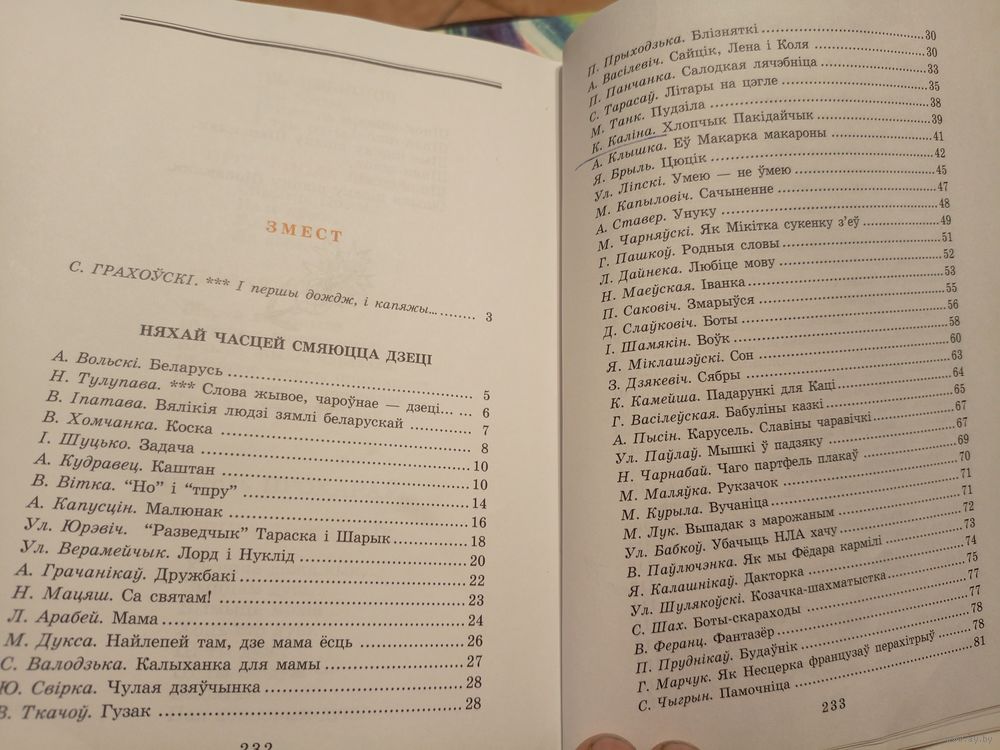 ЗМЕСТ
С. ГРАХОЎСКІ. *** І першы дождж, і капяжы... ........ 3
НЯХАЙ ЧАСЦЕЙ СМЯЮЦЦА ДЗЕЦІ
А. Вольскі. Беларусь ........ 5
Н. Тулупава. *** Слова жывое, чароўнае — дзеці... ... 6
В. Іпатава. Вялікія людзі зямлі беларускай ........ 7
В. Хомчанка. Коска ........ 8
І. Шуцько. Задача ........ 10
А. Кудравец. Каштан ........ 10
В. Вітка. “Но” і “тпру” ........ 14
А. Капусцін. Малюнак ........ 16
Ул. Юрэвіч. “Разведчык” Тараска і Шарык ........ 18
Ул. Верамейчык. Лорд і Нуклід ........ 20
А. Грачанікаў. Дружбакі ........ 22
Н. Мацяш. Са святам! ........ 23
Л. Арабей. Мама ........ 24
М. Дукса. Найлепей там, дзе мама ёсць ........ 26
С. Валодзька. Калыханка для мамы ........ 27
Ю. Свірка. Чулая дзяўчынка ........ 28
В. Ткачоў. Гузак ........ 28
232
П. Прыходзька. Блізняткі ........ 30
А. Васілевіч. Сайцік, Лена і Коля ........ 30
П. Панчанка. Салодкая лячэбніца ........ 33
С. Тарасаў. Літары на цэгле ........ 35
М. Танк. Пудзіла ........ 38
К. Каліна. Хлопчык Пакідайчык ........ 39
А. Клышка. Еў Макарка макароны ........ 41
Я. Брыль. Цюцік ........ 42
Ул. Ліпскі. Умею — не ўмею ........ 45
М. Капыловіч. Сачыненне ........ 47
А. Ставер. Унуку ........ 48
М. Чарняўскі. Як Мікітка сукенку з’еў ........ 49
Г. Пашкоў. Родныя словы ........ 51
Л. Дайнека. Любіце мову ........ 52
Н. Маеўская. Іванка ........ 53
П. Саковіч. Змарыўся ........ 55
Д. Слаўковіч. Боты ........ 56
І. Шамякін. Воўк ........ 58
Я. Міклашэўскі. Сон ........ 60
З. Дзякевіч. Сябры ........ 63
К. Камейша. Падарункі для Каці ........ 64
Г. Васілеўская. Бабуліны казкі ........ 65
А. Пысін. Карусель. Славіны чаравічкі ........ 67
Ул. Паўлаў. Мышкі ў падзяку ........ 67
Н. Чарнабай. Чаго партфель плакаў ........ 69
М. Маляўка. Рукзачок ........ 70
М. Курыла. Вучаніца ........ 71
М. Лук. Выпадак з марожаным ........ 71
Ул. Бабкоў. Убачыць НЛА хачу ........ 72
В. Паўлючэнка. Як мы Фёдара кармілі ........ 73
Я. Калашнікаў. Дакторка ........ 74
Ул. Шулякоўскі. Козачка-шахматыстка ........ 75
С. Шах. Боты-скараходы ........ 77
В. Феранц. Фантазёр ........ 77
П. Пруднікаў. Будаўнік ........ 78
Г. Марчук. Як Несцерка французаў перахітрыў ........ 78
С. Чыгрын. Памочніца ........ 81
233